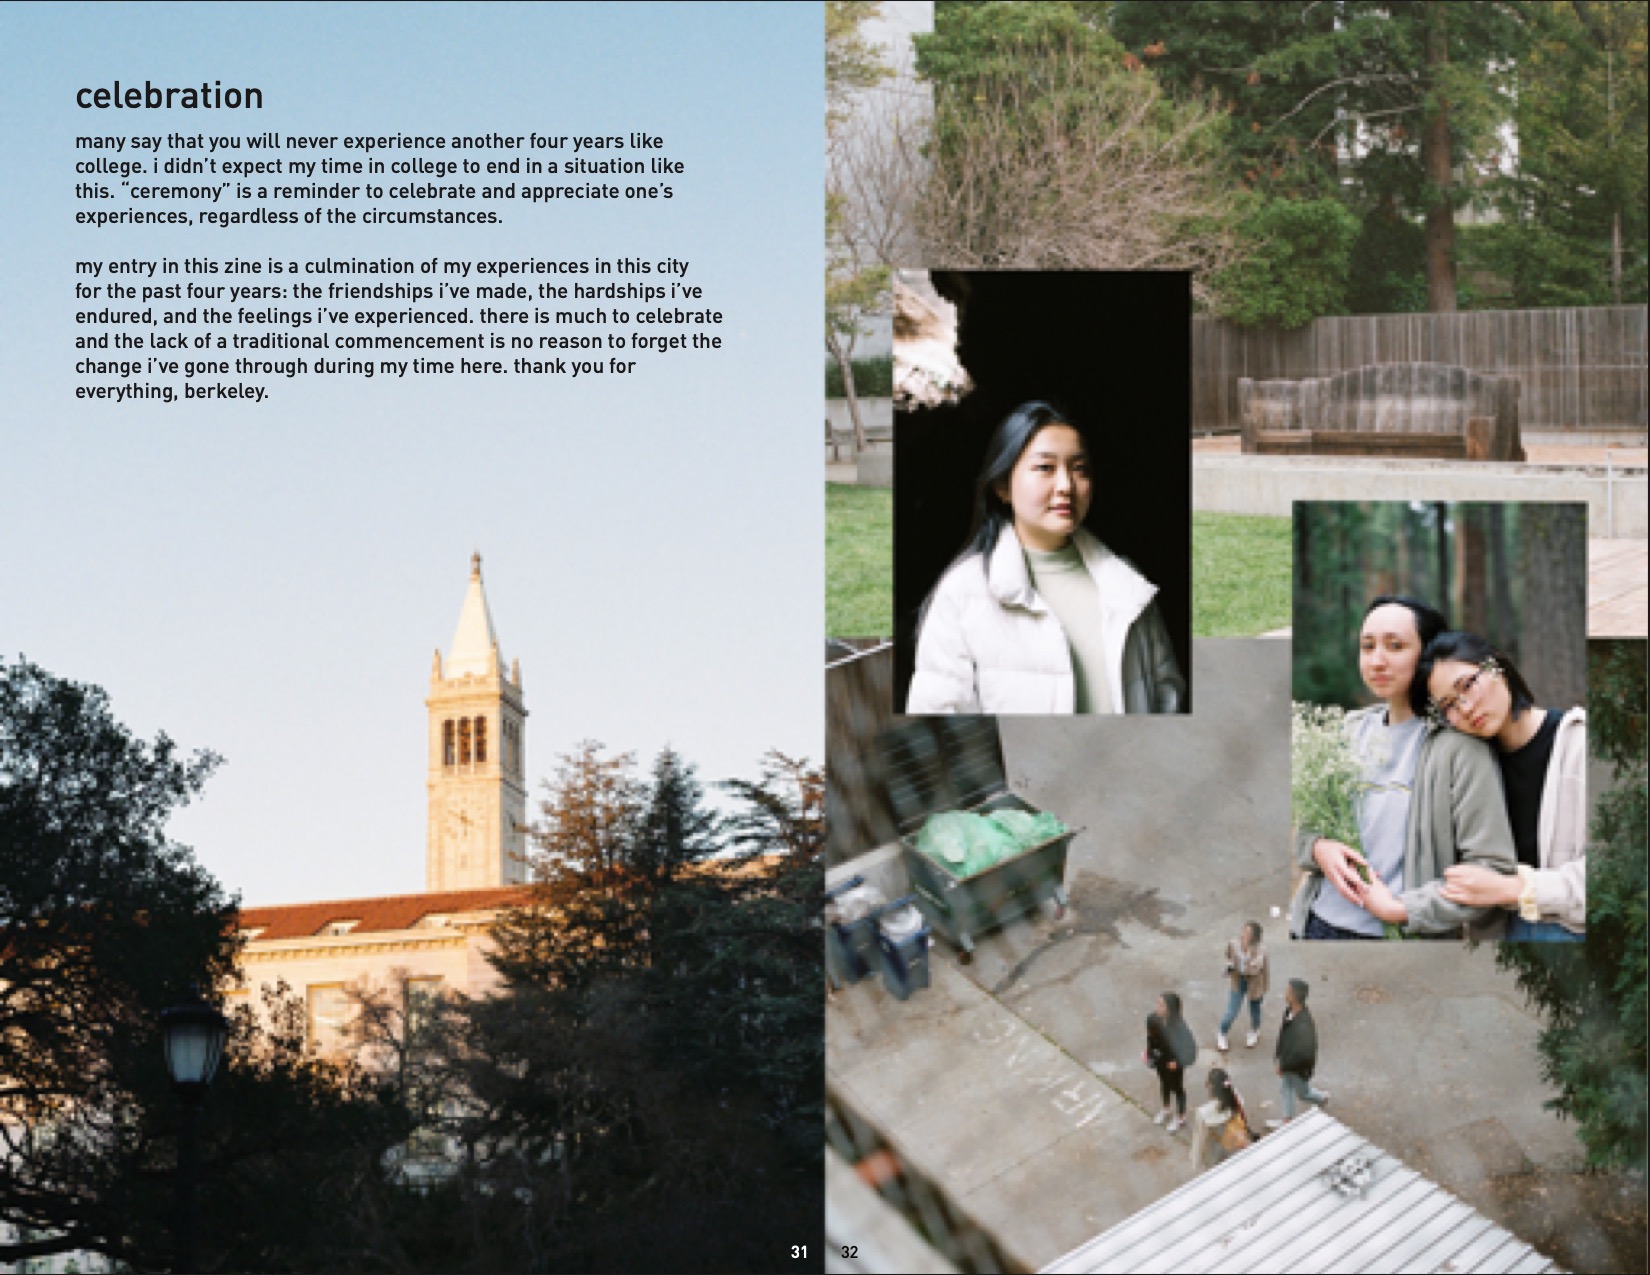 celebration
many say that you will never experience another four years like
college. i didn’t expect my time in college to end in a situation like
this. “ceremony” is a reminder to celebrate and appreciate one’s
experiences, regardless of the circumstances.
my entry in this zine is a culmination of my experiences in this city
for the past four years: the friendships i’ve made, the hardships i’ve
endured, and the feelings i’ve experienced. there is much to celebrate
and the lack of a traditional commencement is no reason to forget the
change i’ve gone through during my time here. thank you for
everything, berkeley.
31
32